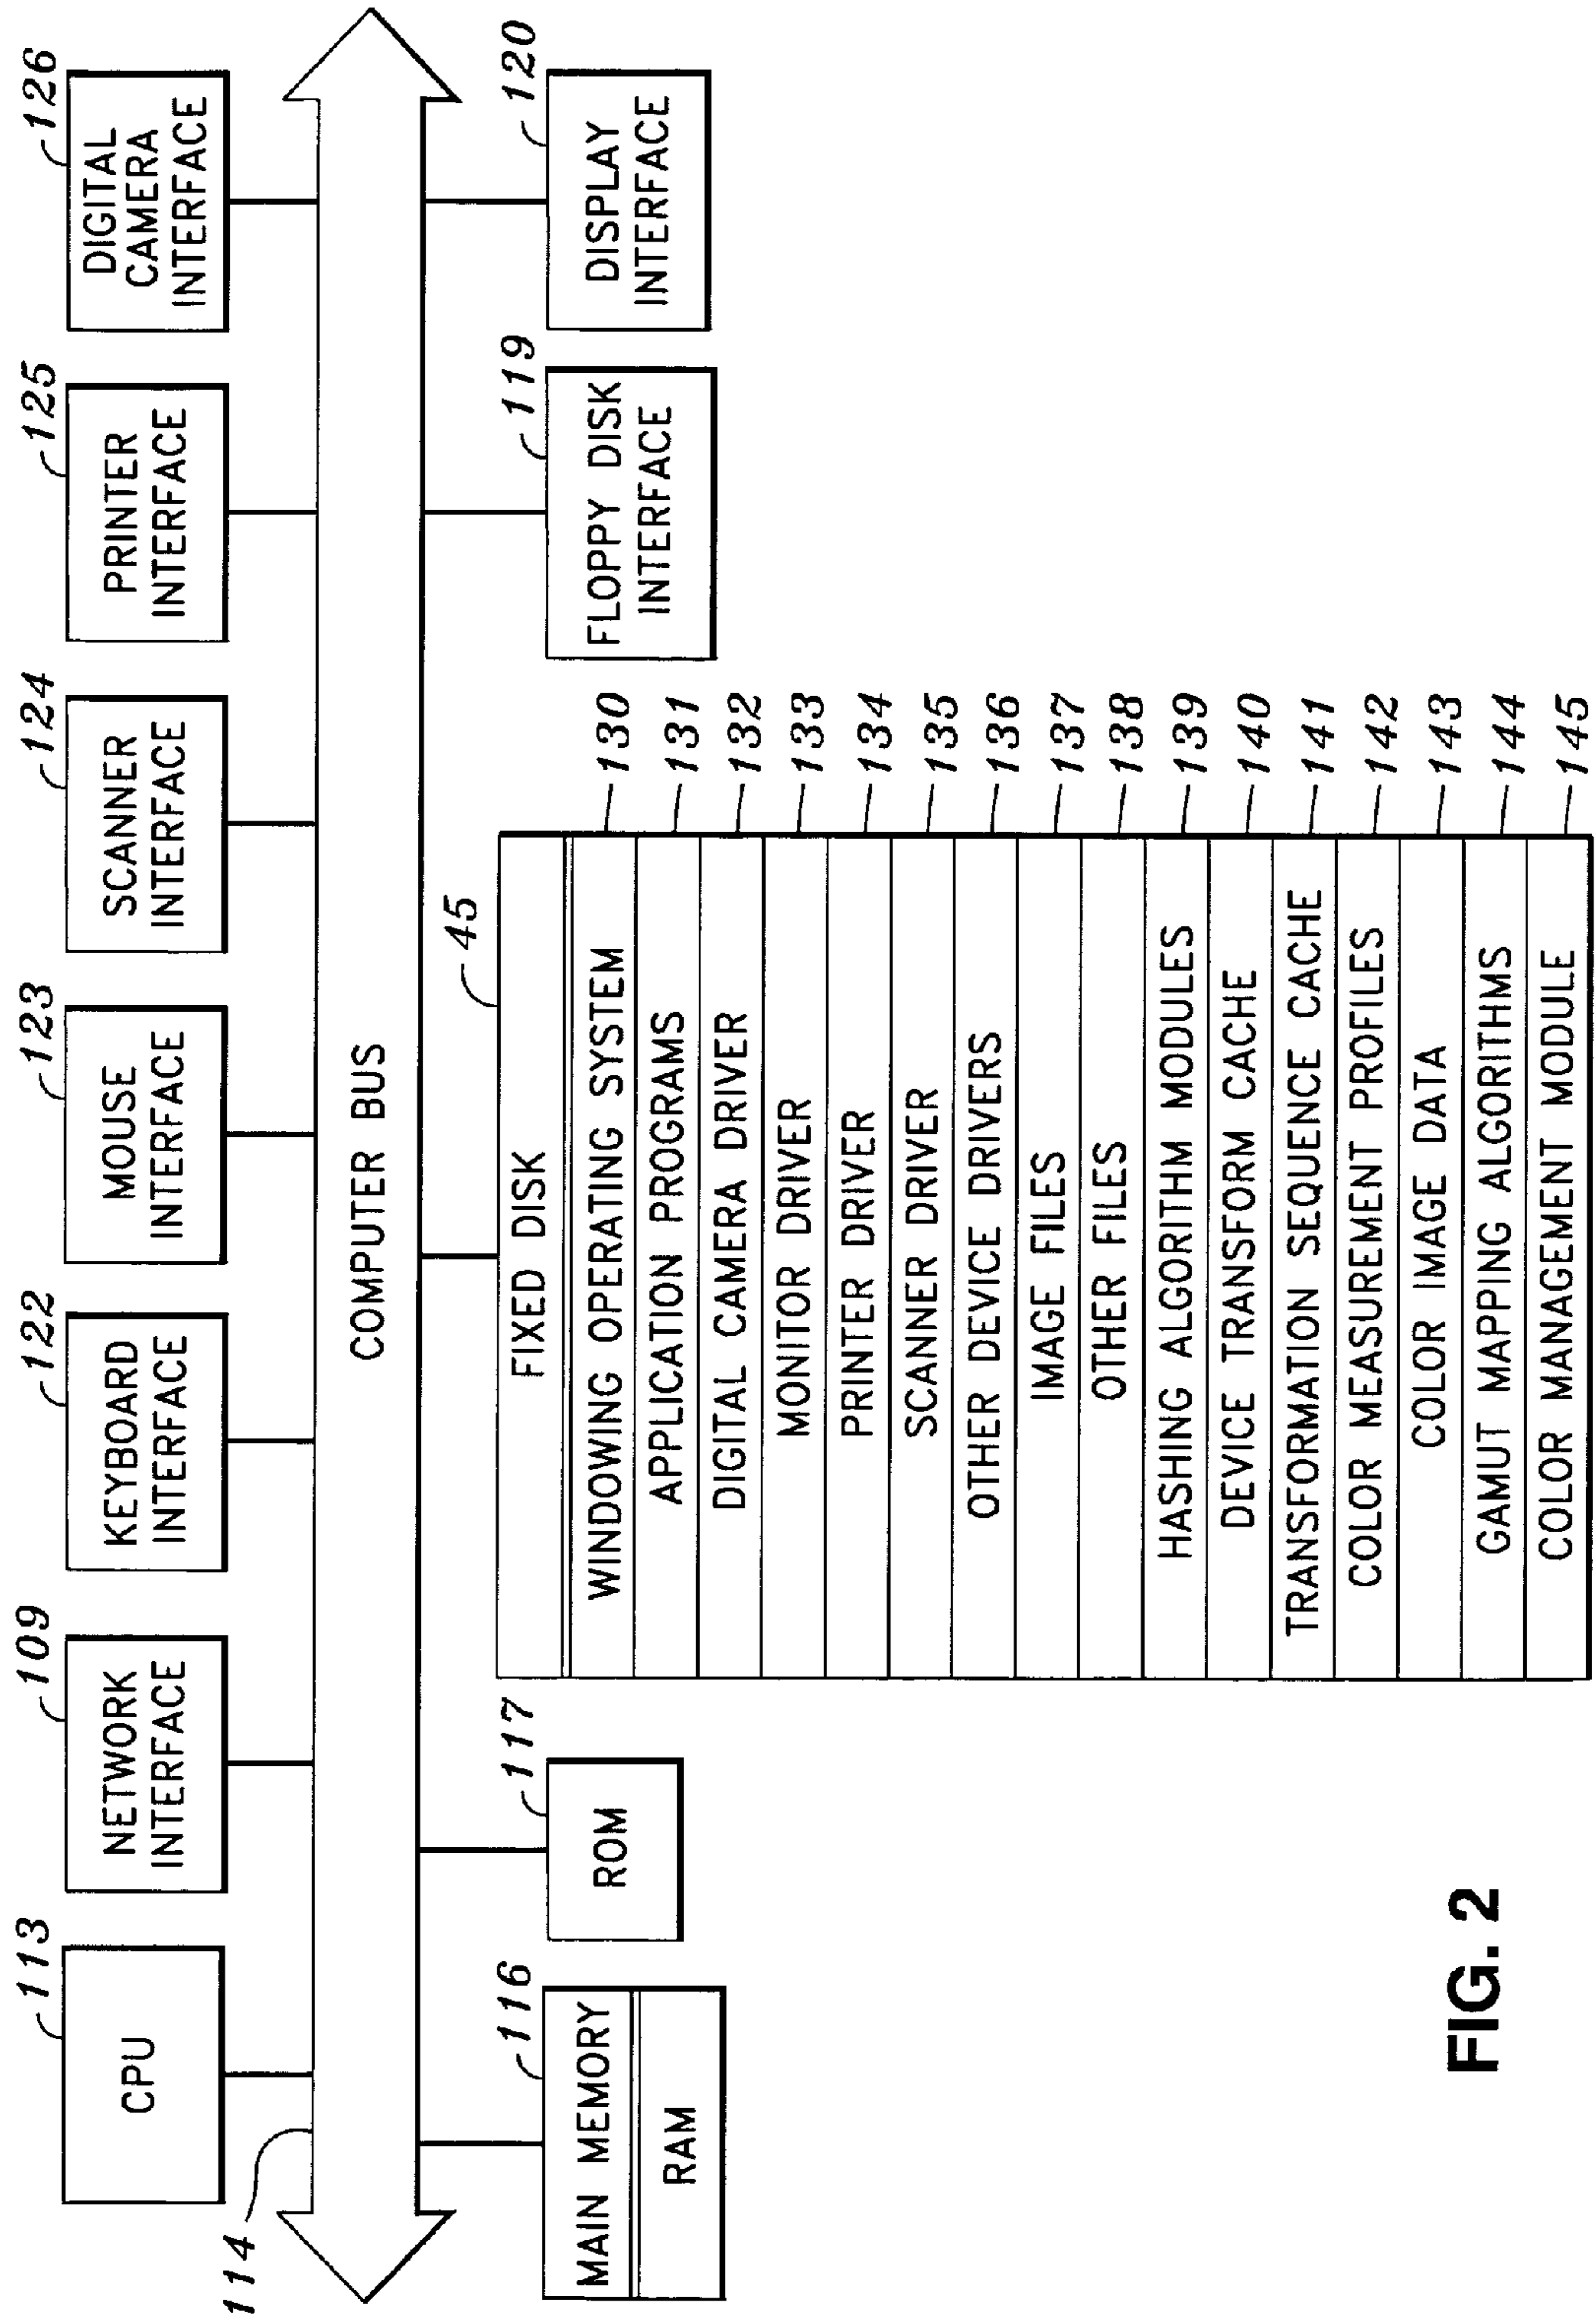 113
CPU
109
NETWORK
INTERFACE
122
KEYBOARD
INTERFACE
123
MOUSE
INTERFACE
124
SCANNER
INTERFACE
125
PRINTER
INTERFACE
126
DIGITAL
CAMERA
INTERFACE
114
COMPUTER BUS
116
MAIN MEMORY
RAM
117
ROM
45
FIXED DISK
WINDOWING OPERATING SYSTEM 130
APPLICATION PROGRAMS 131
DIGITAL CAMERA DRIVER 132
MONITOR DRIVER 133
PRINTER DRIVER 134
SCANNER DRIVER 135
OTHER DEVICE DRIVERS 136
IMAGE FILES 137
OTHER FILES 138
HASHING ALGORITHM MODULES 139
DEVICE TRANSFORM CACHE 140
TRANSFORMATION SEQUENCE CACHE 141
COLOR MEASUREMENT PROFILES 142
COLOR IMAGE DATA 143
GAMUT MAPPING ALGORITHMS 144
COLOR MANAGEMENT MODULE 145
119
FLOPPY DISK
INTERFACE
120
DISPLAY
INTERFACE
FIG. 2